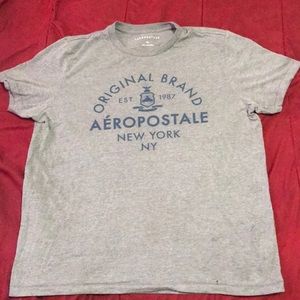 ORIGINAL BRAND
EST 1987
AÉROPOSTALE
NEW YORK
NY